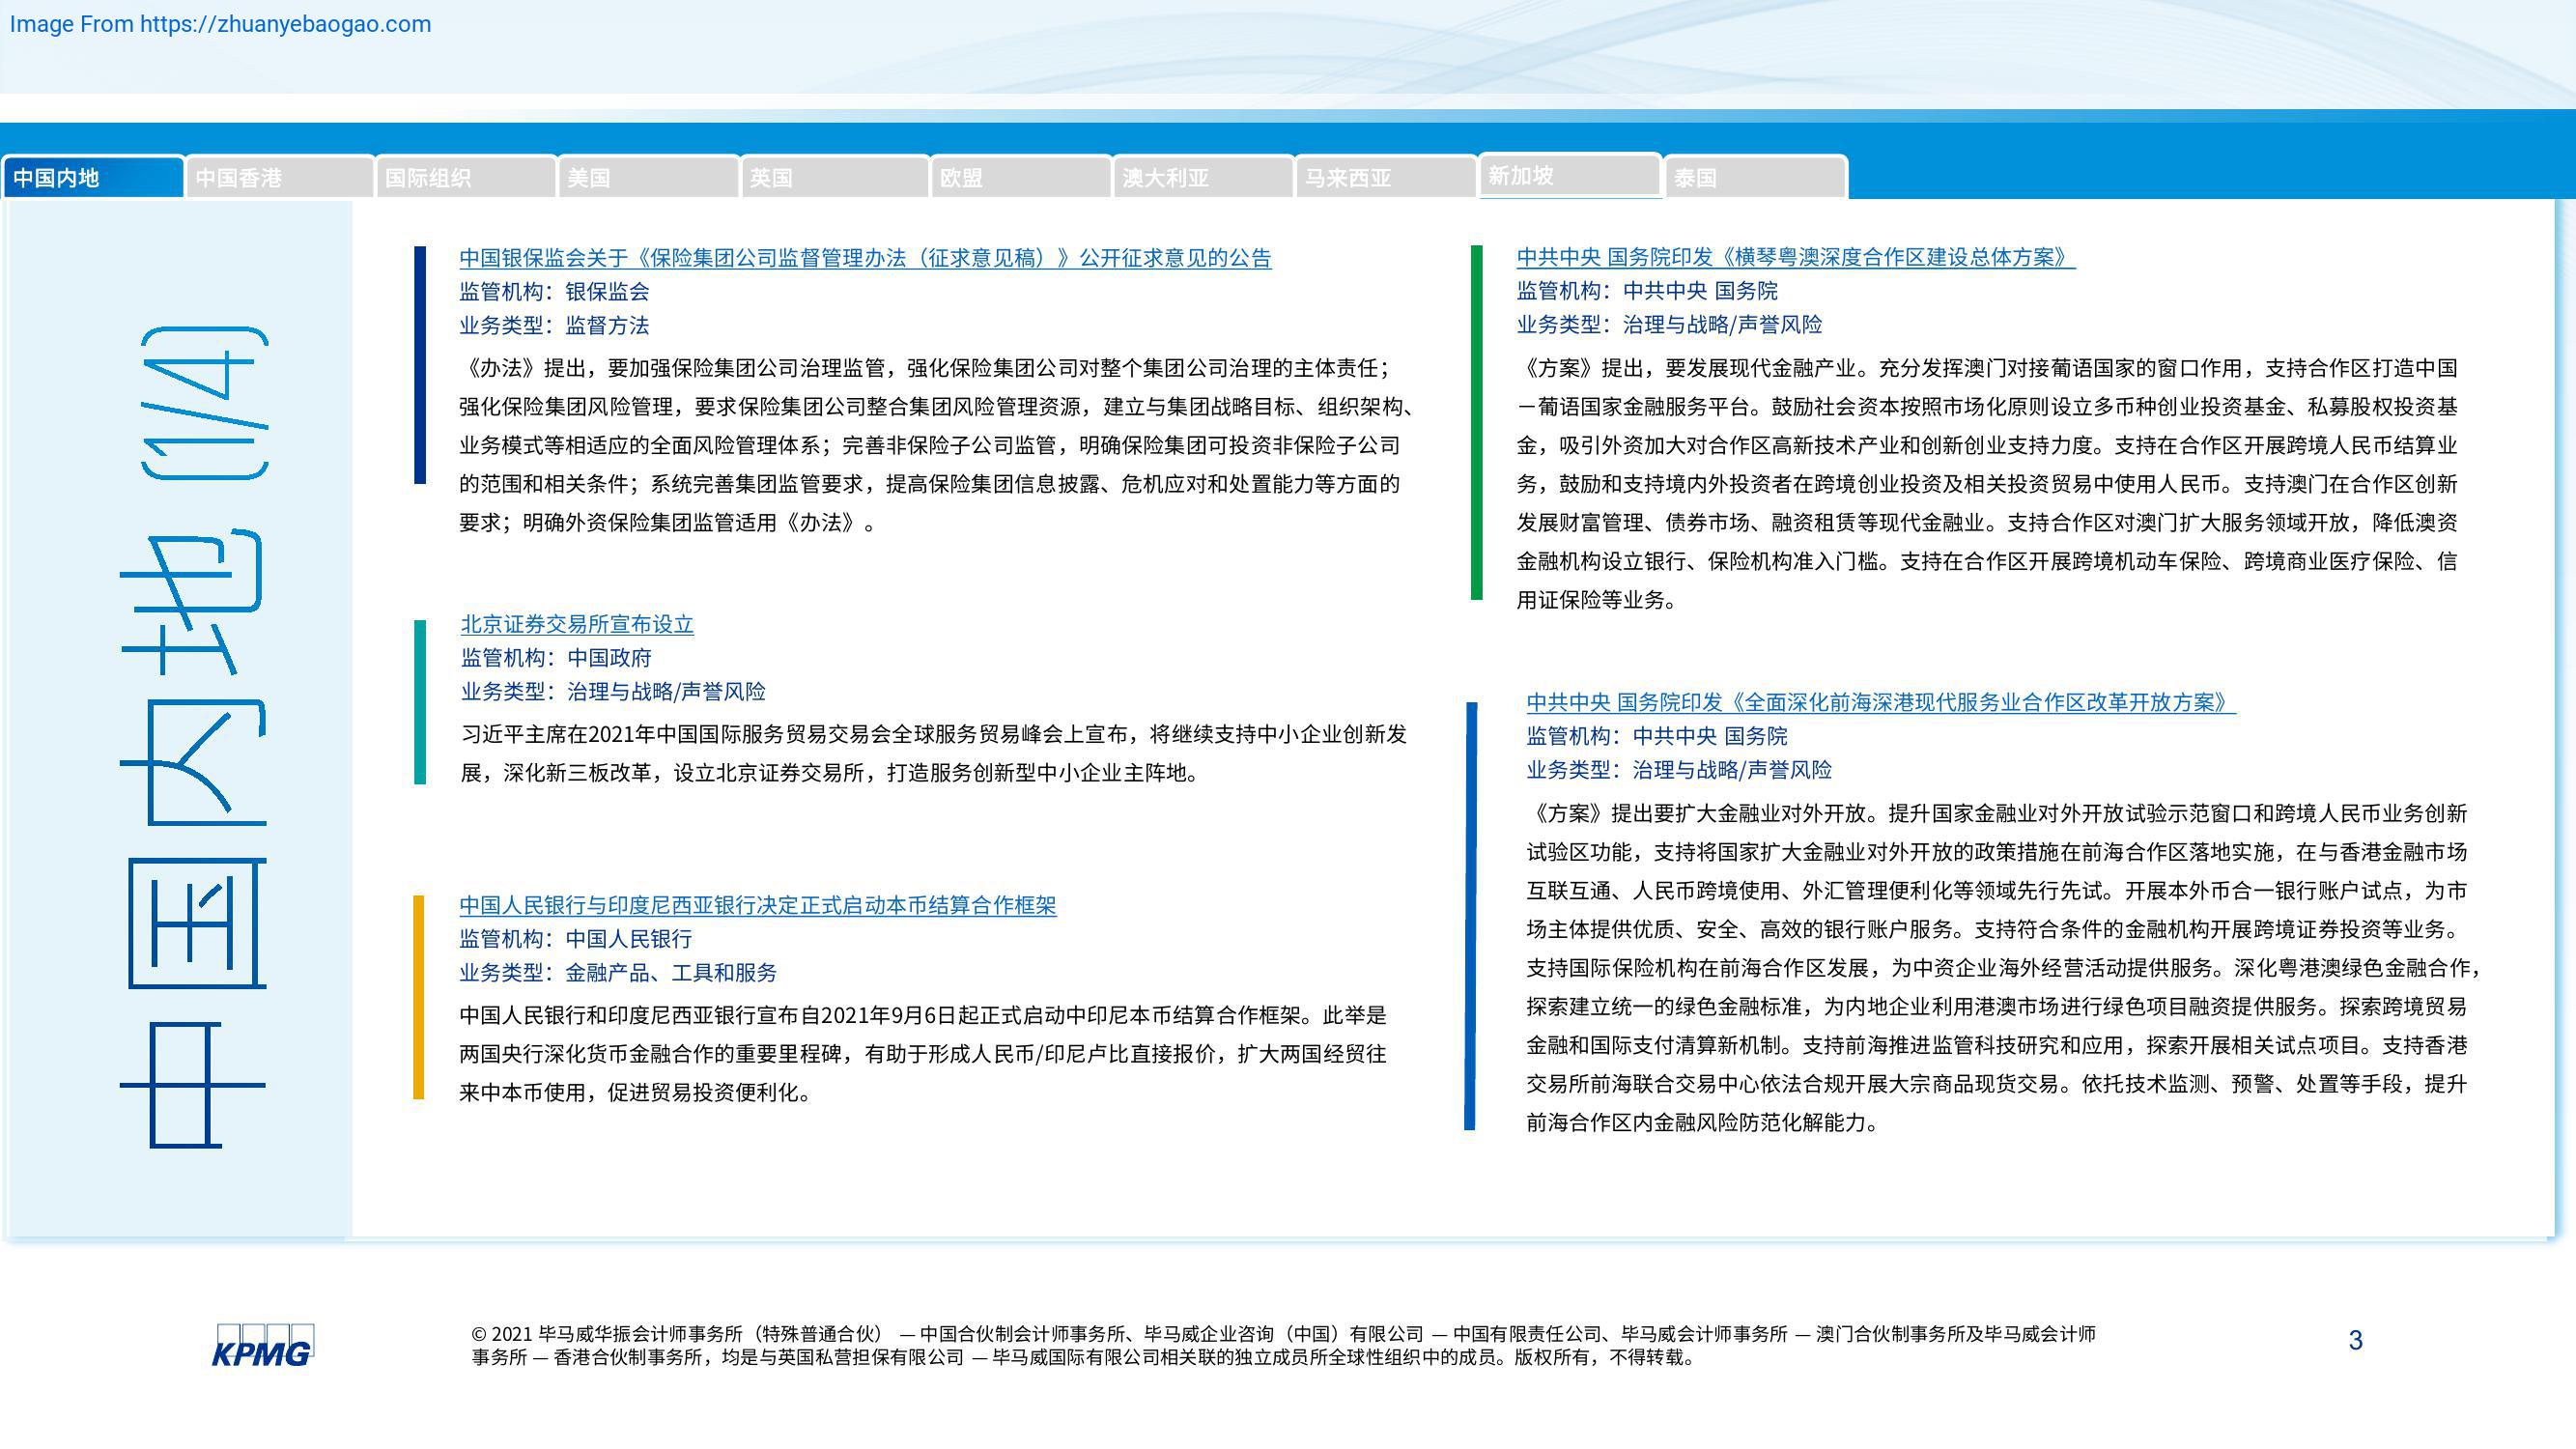 Image From https://zhuanyebaogao.com
中国内地
中国香港
国际组织
美国
英国
欧盟
澳大利亚
马来西亚
新加坡
泰国
中国内地 (1/4)
中国银保监会关于《保险集团公司监督管理办法（征求意见稿）》公开征求意见的公告
监管机构：银保监会
业务类型：监督方法
《办法》提出，要加强保险集团公司治理监管，强化保险集团公司对整个集团公司治理的主体责任；
强化保险集团风险管理，要求保险集团公司整合集团风险管理资源，建立与集团战略目标、组织架构、
业务模式等相适应的全面风险管理体系；完善非保险子公司监管，明确保险集团可投资非保险子公司
的范围和相关条件；系统完善集团监管要求，提高保险集团信息披露、危机应对和处置能力等方面的
要求；明确外资保险集团监管适用《办法》。
北京证券交易所宣布设立
监管机构：中国政府
业务类型：治理与战略/声誉风险
习近平主席在2021年中国国际服务贸易交易会全球服务贸易峰会上宣布，将继续支持中小企业创新发
展，深化新三板改革，设立北京证券交易所，打造服务创新型中小企业主阵地。
中国人民银行与印度尼西亚银行决定正式启动本币结算合作框架
监管机构：中国人民银行
业务类型：金融产品、工具和服务
中国人民银行和印度尼西亚银行宣布自2021年9月6日起正式启动中印尼本币结算合作框架。此举是
两国央行深化货币金融合作的重要里程碑，有助于形成人民币/印尼卢比直接报价，扩大两国经贸往
来中本币使用，促进贸易投资便利化。
中共中央 国务院印发《横琴粤澳深度合作区建设总体方案》
监管机构：中共中央 国务院
业务类型：治理与战略/声誉风险
《方案》提出，要发展现代金融产业。充分发挥澳门对接葡语国家的窗口作用，支持合作区打造中国
－葡语国家金融服务平台。鼓励社会资本按照市场化原则设立多币种创业投资基金、私募股权投资基
金，吸引外资加大对合作区高新技术产业和创新创业支持力度。支持在合作区开展跨境人民币结算业
务，鼓励和支持境内外投资者在跨境创业投资及相关投资贸易中使用人民币。支持澳门在合作区创新
发展财富管理、债券市场、融资租赁等现代金融业。支持合作区对澳门扩大服务领域开放，降低澳资
金融机构设立银行、保险机构准入门槛。支持在合作区开展跨境机动车保险、跨境商业医疗保险、信
用证保险等业务。
中共中央 国务院印发《全面深化前海深港现代服务业合作区改革开放方案》
监管机构：中共中央 国务院
业务类型：治理与战略/声誉风险
《方案》提出要扩大金融业对外开放。提升国家金融业对外开放试验示范窗口和跨境人民币业务创新
试验区功能，支持将国家扩大金融业对外开放的政策措施在前海合作区落地实施，在与香港金融市场
互联互通、人民币跨境使用、外汇管理便利化等领域先行先试。开展本外币合一银行账户试点，为市
场主体提供优质、安全、高效的银行账户服务。支持符合条件的金融机构开展跨境证券投资等业务。
支持国际保险机构在前海合作区发展，为中资企业海外经营活动提供服务。深化粤港澳绿色金融合作，
探索建立统一的绿色金融标准，为内地企业利用港澳市场进行绿色项目融资提供服务。探索跨境贸易
金融和国际支付清算新机制。支持前海推进监管科技研究和应用，探索开展相关试点项目。支持香港
交易所前海联合交易中心依法合规开展大宗商品现货交易。依托技术监测、预警、处置等手段，提升
前海合作区内金融风险防范化解能力。
KPMG
© 2021 毕马威华振会计师事务所（特殊普通合伙） — 中国合伙制会计师事务所、毕马威企业咨询（中国）有限公司 — 中国有限责任公司、毕马威会计师事务所 — 澳门合伙制事务所及毕马威会计师
事务所 — 香港合伙制事务所，均是与英国私营担保有限公司 — 毕马威国际有限公司相关联的独立成员所全球性组织中的成员。版权所有，不得转载。
3